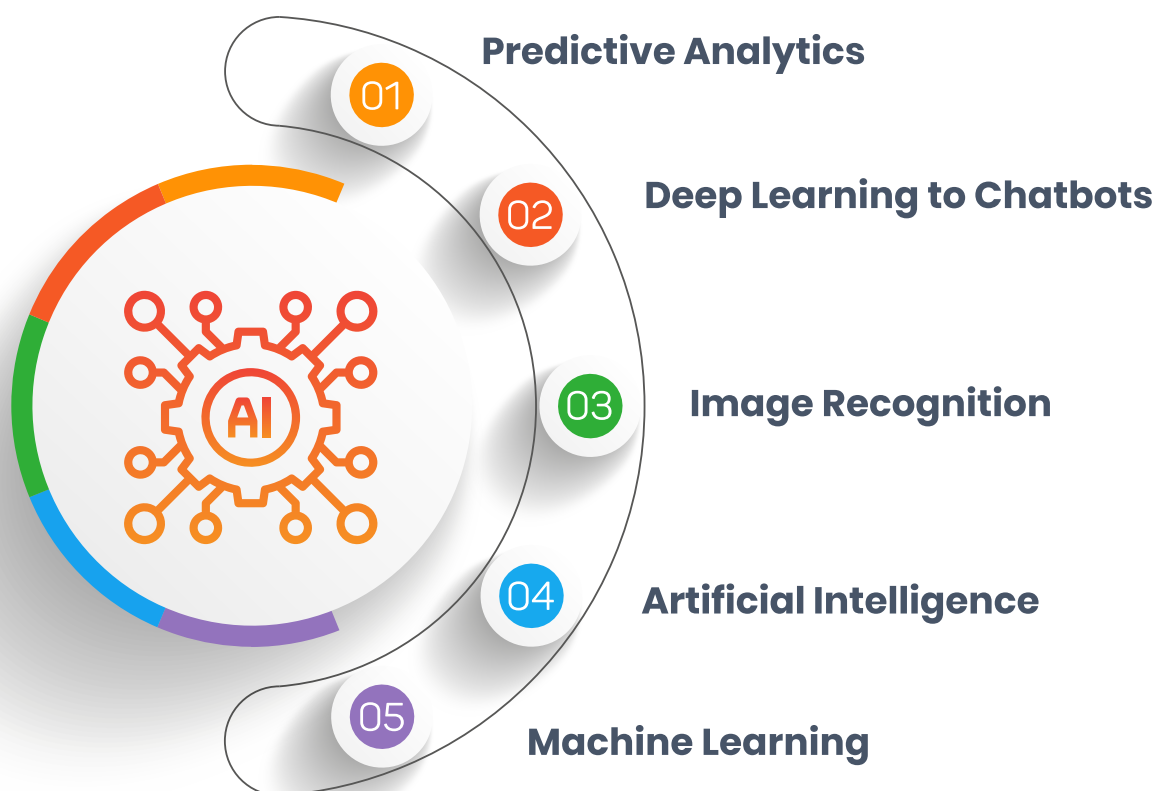 01
Predictive Analytics
02
Deep Learning to Chatbots
AI
03
Image Recognition
04
Artificial Intelligence
05
Machine Learning